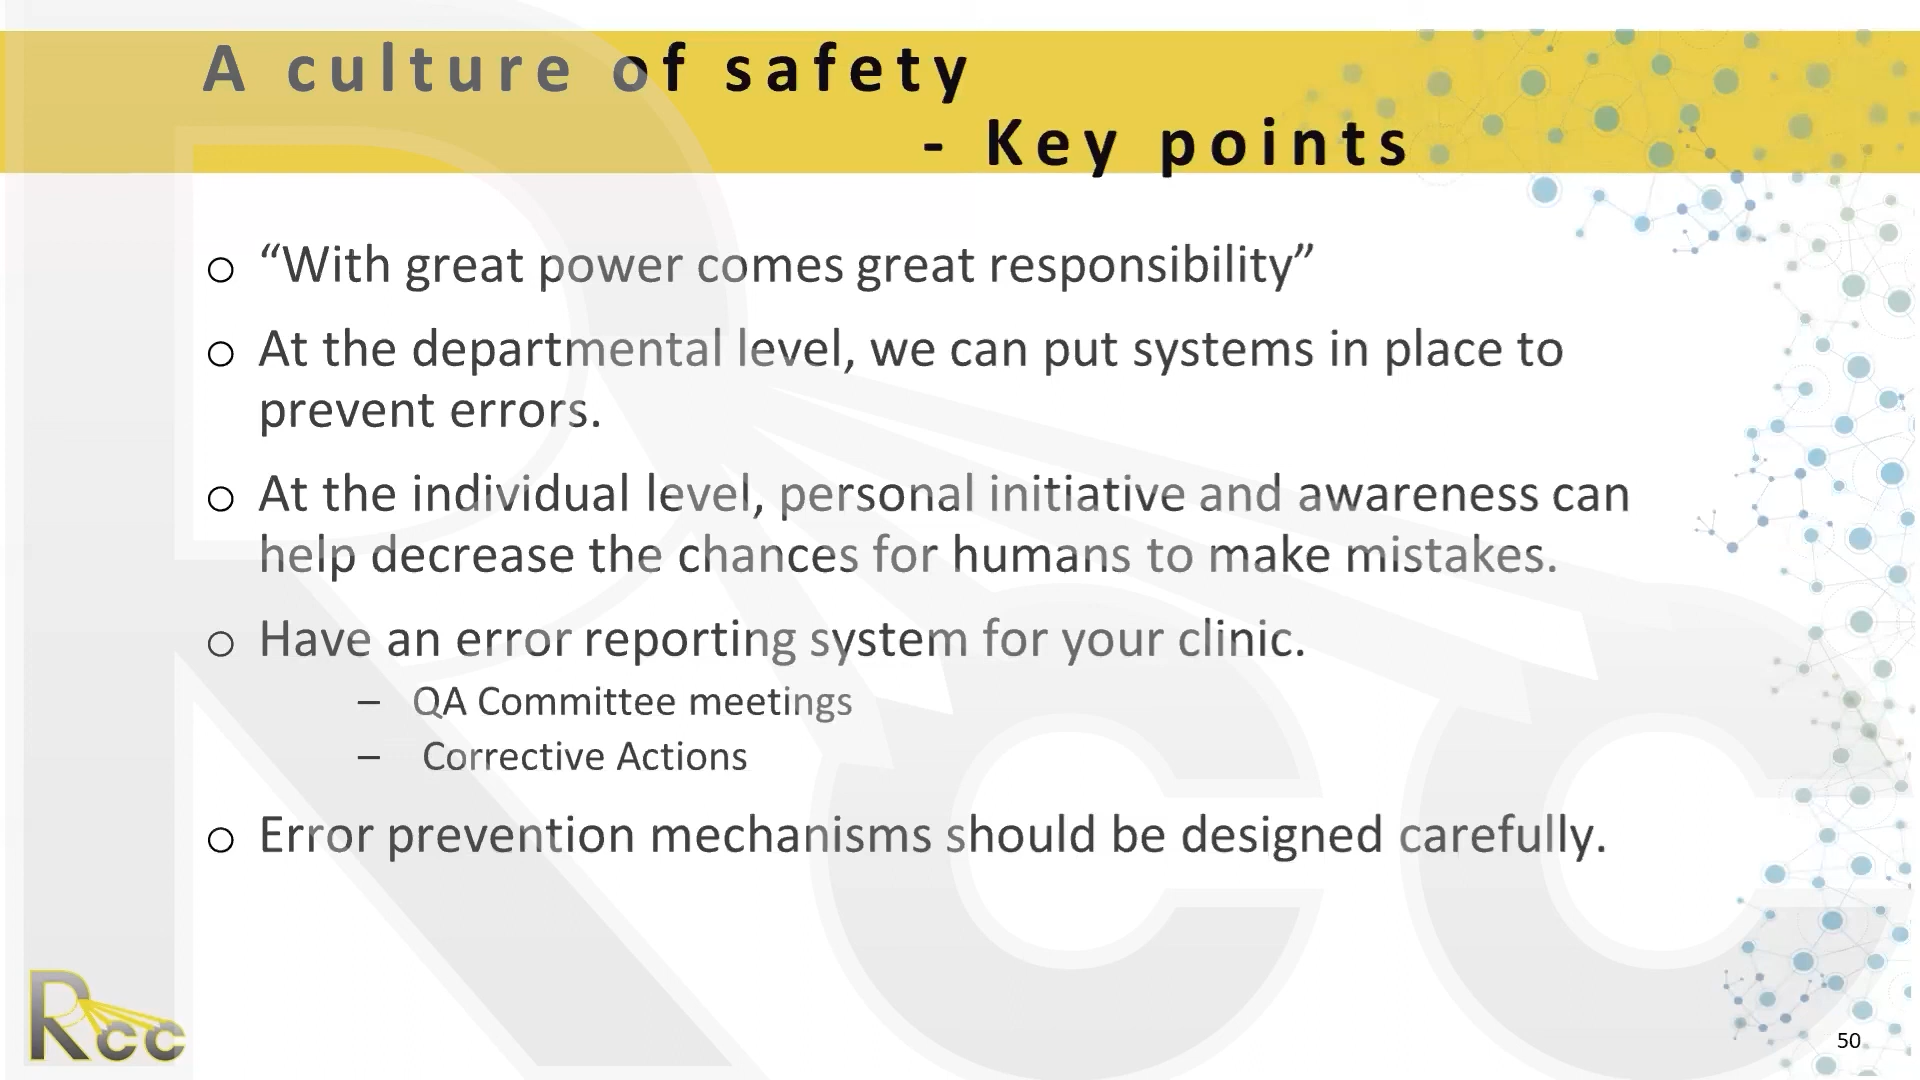 A culture of safety
- Key points
o “With great power comes great responsibility”
o At the departmental level, we can put systems in place to
prevent errors.
o At the individual level, personal initiative and awareness can
help decrease the chances for humans to make mistakes.
o Have an error reporting system for your clinic.
– QA Committee meetings
– Corrective Actions
o Error prevention mechanisms should be designed carefully.
Rcc
Rcc
50